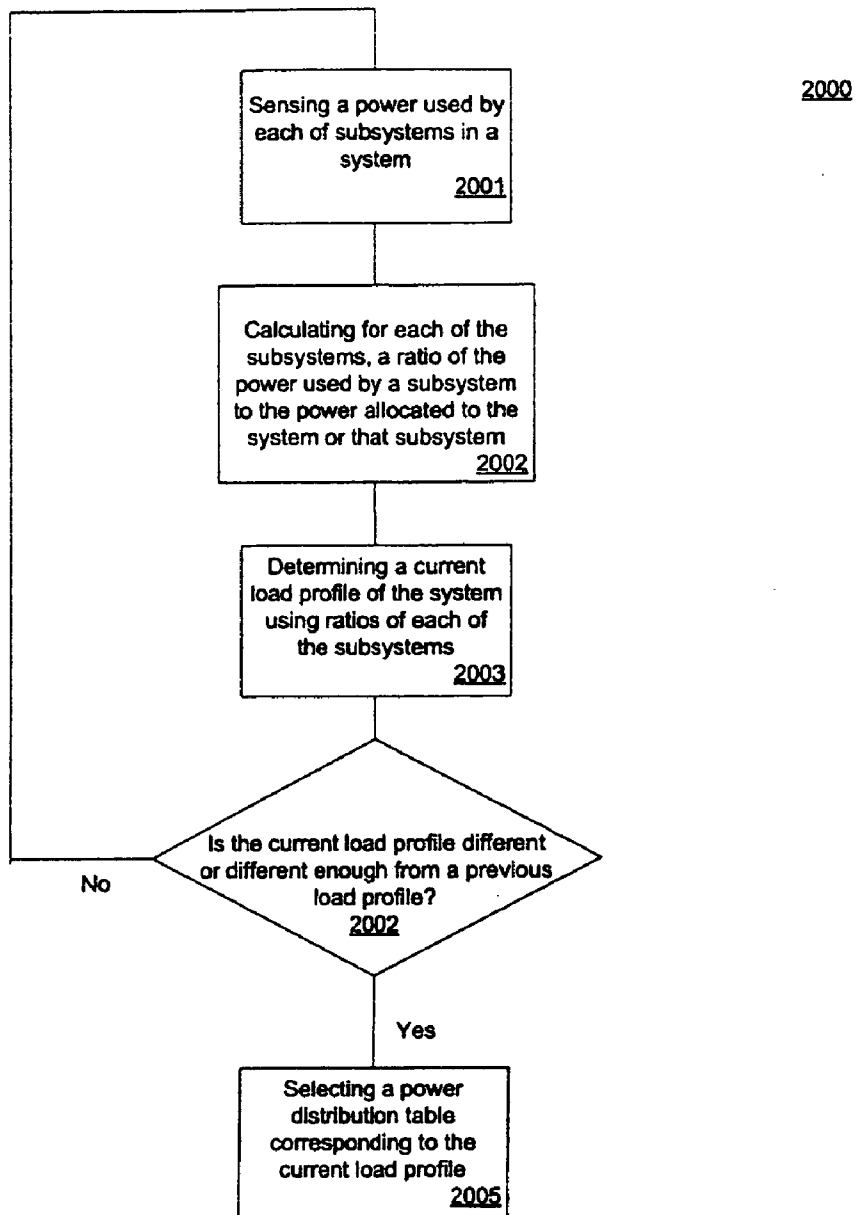 2000
Sensing a power used by
each of subsystems in a
system
2001
Calculating for each of the
subsystems, a ratio of the
power used by a subsystem
to the power allocated to the
system or that subsystem
2002
Determining a current
load profile of the system
using ratios of each of
the subsystems
2003
Is the current load profile different
or different enough from a previous
load profile?
2002
No
Yes
Selecting a power
distribution table
corresponding to the
current load profile
2005